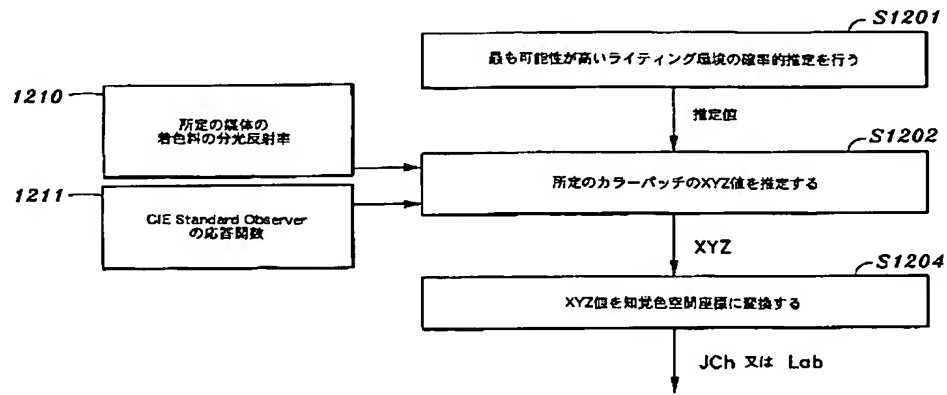 S1201
最も可能性が高いライティング環境の確率的推定を行う
1210
所定の媒体の
着色料の分光反射率
推定値
S1202
所定のカラーパッチのXYZ値を推定する
1211
CIE Standard Observer
の応答関数
XYZ
S1204
XYZ値を知覚色空間座標に変換する
JCh 又は Lab